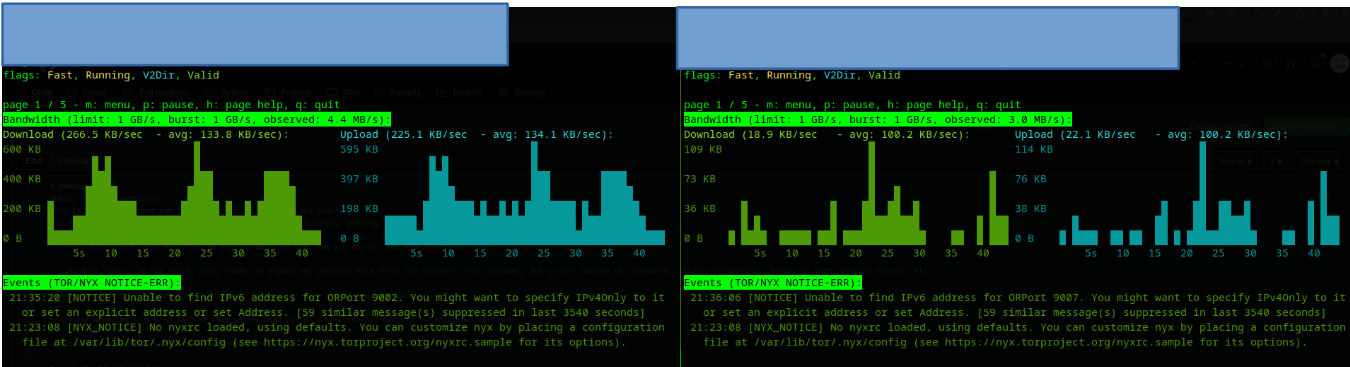 flags: Fast, Running, V2Dir, Valid
page 1 / 5 - m: menu, p: pause, h: page help, q: quit
Bandwidth (limit: 1 GB/s, burst: 1 GB/s, observed: 4.4 MB/s):
Download (266.5 KB/sec  - avg: 133.8 KB/sec):
Upload (225.1 KB/sec  - avg: 134.1 KB/sec):
600 KB
595 KB
400 KB
397 KB
200 KB
198 KB
0 B
0 B
5s 10 15 20 25 30 35 40
5s 10 15 20 25 30 35 40
Events (TOR/NYX NOTICE-ERR):
21:35:20 [NOTICE] Unable to find IPv6 address for ORPort 9002. You might want to specify IPv4Only to it
or set an explicit address or set Address. [59 similar message(s) suppressed in last 3540 seconds]
21:23:08 [NYX_NOTICE] No nyxrc loaded, using defaults. You can customize nyx by placing a configuration
file at /var/lib/tor/.nyx/config (see https://nyx.torproject.org/nyxrc.sample for its options).
flags: Fast, Running, V2Dir, Valid
page 1 / 5 - m: menu, p: pause, h: page help, q: quit
Bandwidth (limit: 1 GB/s, burst: 1 GB/s, observed: 3.0 MB/s):
Download (18.9 KB/sec  - avg: 100.2 KB/sec):
Upload (22.1 KB/sec  - avg: 100.2 KB/sec):
109 KB
114 KB
73 KB
76 KB
36 KB
38 KB
0 B
0 B
5s 10 15 20 25 30 35 40
5s 10 15 20 25 30 35 40
Events (TOR/NYX NOTICE-ERR):
21:36:06 [NOTICE] Unable to find IPv6 address for ORPort 9007. You might want to specify IPv4Only to it
or set an explicit address or set Address. [59 similar message(s) suppressed in last 3540 seconds]
21:23:08 [NYX_NOTICE] No nyxrc loaded, using defaults. You can customize nyx by placing a configuration
file at /var/lib/tor/.nyx/config (see https://nyx.torproject.org/nyxrc.sample for its options).